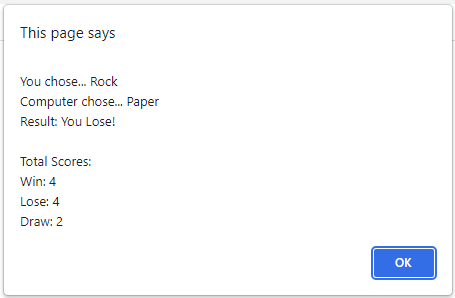 This page says
You chose... Rock
Computer chose... Paper
Result: You Lose!
Total Scores:
Win: 4
Lose: 4
Draw: 2
OK